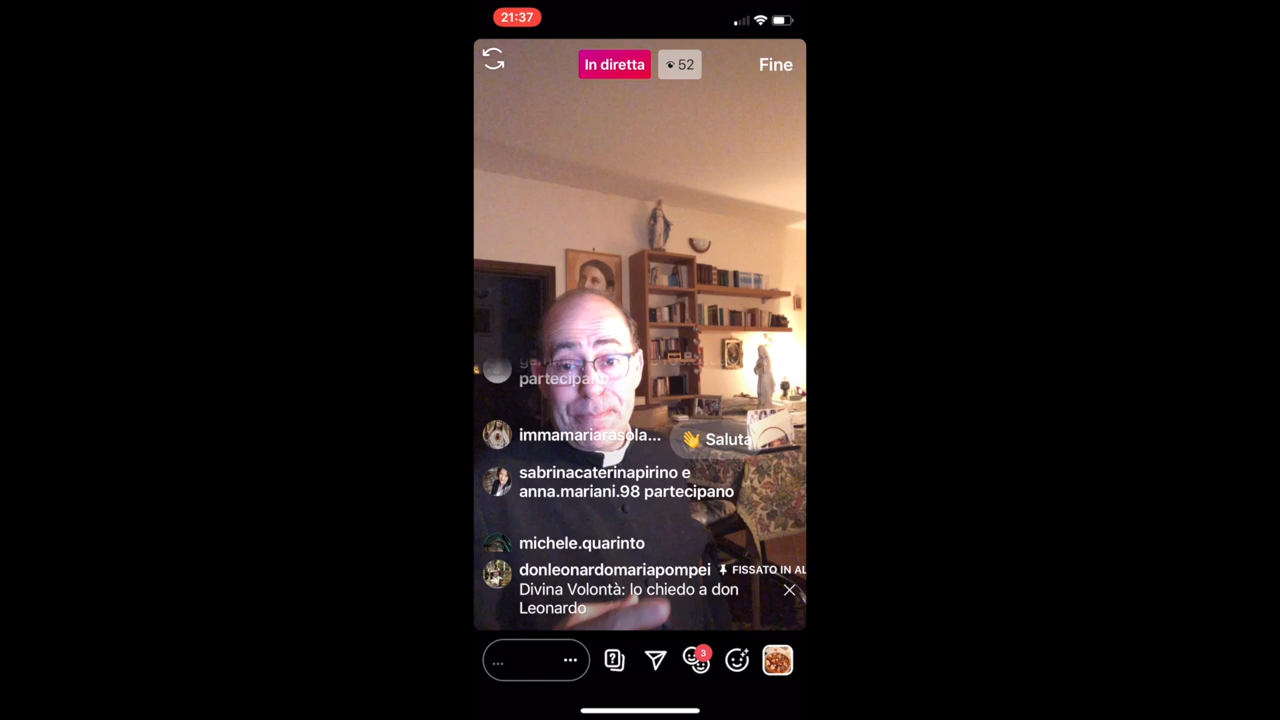 21:37
In diretta
52
Fine
partecipano
immamariarasola...
👋 Saluta
sabrinacaterinapirino e
anna.mariani.98 partecipano
michele.quarinto
donleonardomariapompei 📌 FISSATO IN AL
Divina Volontà: lo chiedo a don
Leonardo
...
3